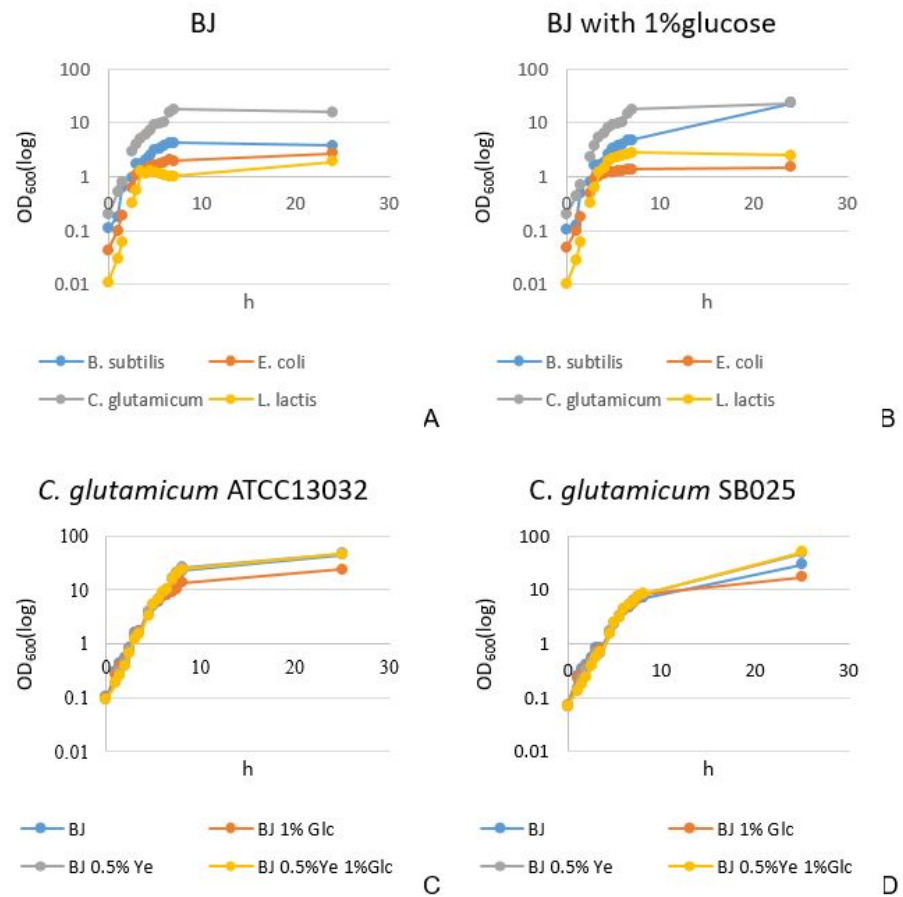 BJ
100
10
1
0.1
0.01
0
10
20
30
OD600(log)
h
B. subtilis
E. coli
C. glutamicum
L. lactis
A
BJ with 1%glucose
100
10
1
0.1
0.01
0
10
20
30
OD600(log)
h
B. subtilis
E. coli
C. glutamicum
L. lactis
B
C. glutamicum ATCC13032
100
10
1
0.1
0.01
0
10
20
30
OD600(log)
h
BJ
BJ 1% Glc
BJ 0.5% Ye
BJ 0.5%Ye 1%Glc
C
C. glutamicum SB025
100
10
1
0.1
0.01
0
10
20
30
OD600(log)
h
BJ
BJ 1% Glc
BJ 0.5% Ye
BJ 0.5%Ye 1%Glc
D